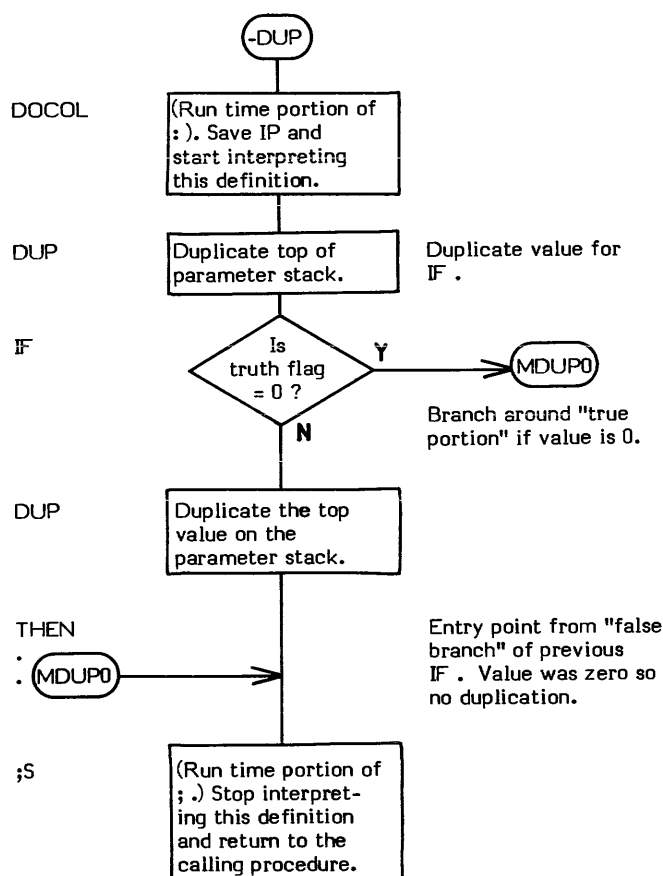 -DUP
DOCOL
(Run time portion of
: ). Save IP and
start interpreting
this definition.
DUP
Duplicate top of
parameter stack.
Duplicate value for
IF .
IF
Is
truth flag
= 0 ?
Y
MDUP0
Branch around "true
portion" if value is 0.
N
DUP
Duplicate the top
value on the
parameter stack.
THEN
:
MDUP0
Entry point from "false
branch" of previous
IF . Value was zero so
no duplication.
;S
(Run time portion of
; .) Stop interpret-
ing this definition
and return to the
calling procedure.